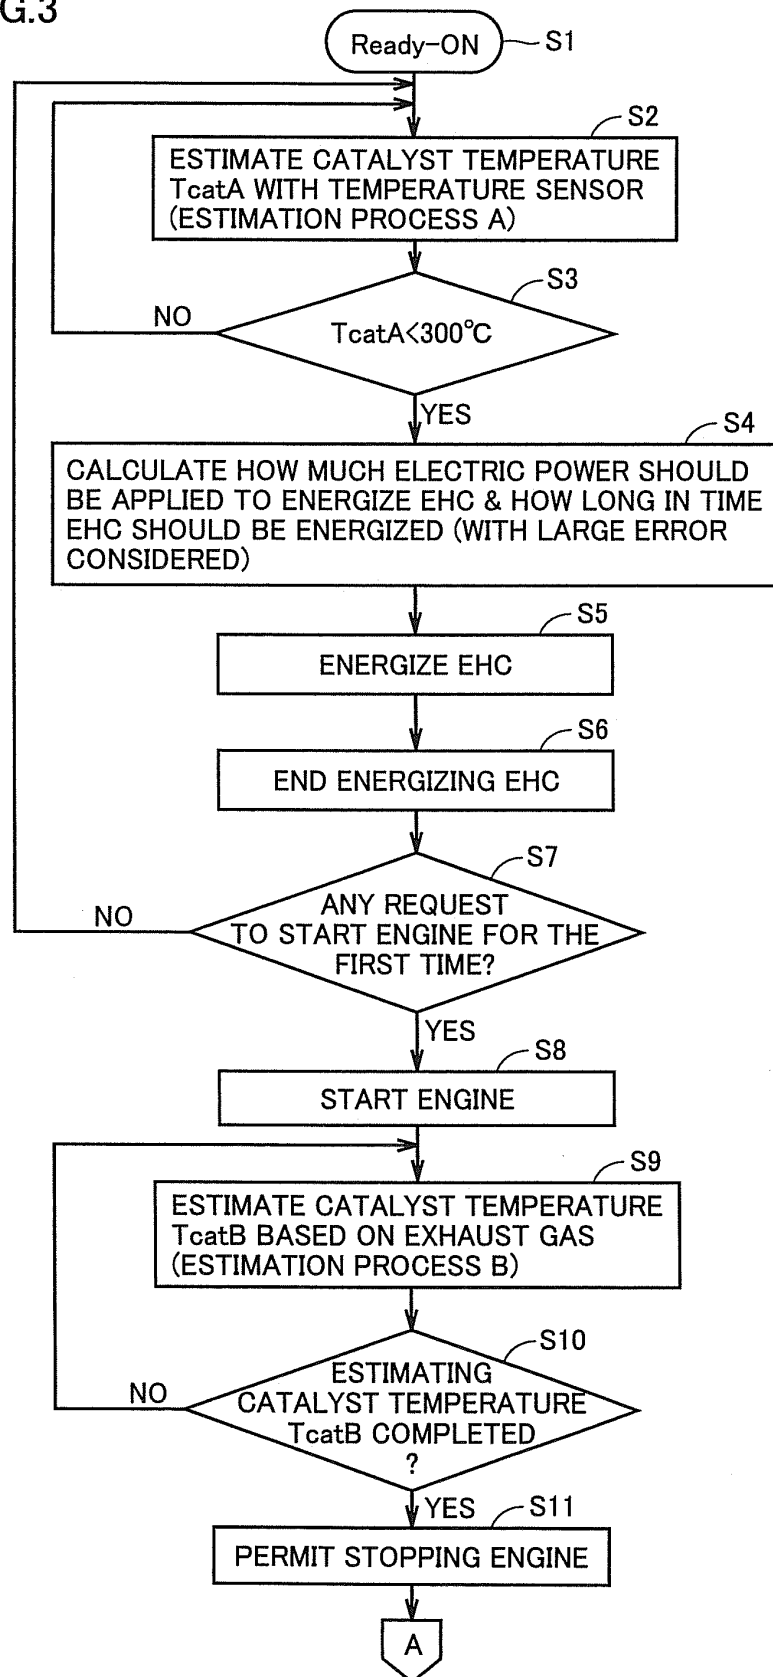 G.3
Ready-ON
S1
S2
ESTIMATE CATALYST TEMPERATURE
TcatA WITH TEMPERATURE SENSOR
(ESTIMATION PROCESS A)
S3
NO
TcatA<300°C
YES
S4
CALCULATE HOW MUCH ELECTRIC POWER SHOULD
BE APPLIED TO ENERGIZE EHC & HOW LONG IN TIME
EHC SHOULD BE ENERGIZED (WITH LARGE ERROR
CONSIDERED)
S5
ENERGIZE EHC
S6
END ENERGIZING EHC
S7
NO
ANY REQUEST
TO START ENGINE FOR THE
FIRST TIME?
YES
S8
START ENGINE
S9
ESTIMATE CATALYST TEMPERATURE
TcatB BASED ON EXHAUST GAS
(ESTIMATION PROCESS B)
S10
NO
ESTIMATING
CATALYST TEMPERATURE
TcatB COMPLETED
?
YES
S11
PERMIT STOPPING ENGINE
A